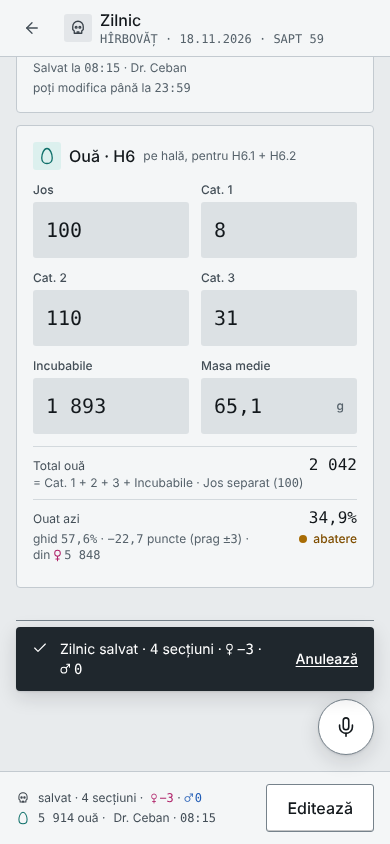 Zilnic
HÎRBOVĂȚ · 18.11.2026 · SAPT 59
Salvat la 08:15 · Dr. Ceban
poți modifica până la 23:59
Ouă · H6 pe hală, pentru H6.1 + H6.2
Jos Cat. 1
100 8
Cat. 2 Cat. 3
110 31
Incubabile Masa medie
1 893 65,1 g
Total ouă 2 042
= Cat. 1 + 2 + 3 + Incubabile · Jos separat (100)
Ouat azi 34,9%
ghid 57,6% · −22,7 puncte (prag ±3) · abatere
din ♀ 5 848
Zilnic salvat · 4 secțiuni · ♀ −3 · Anulează
♂ 0
salvat · 4 secțiuni · ♀−3 · ♂0
5 914 ouă · Dr. Ceban · 08:15
Editează